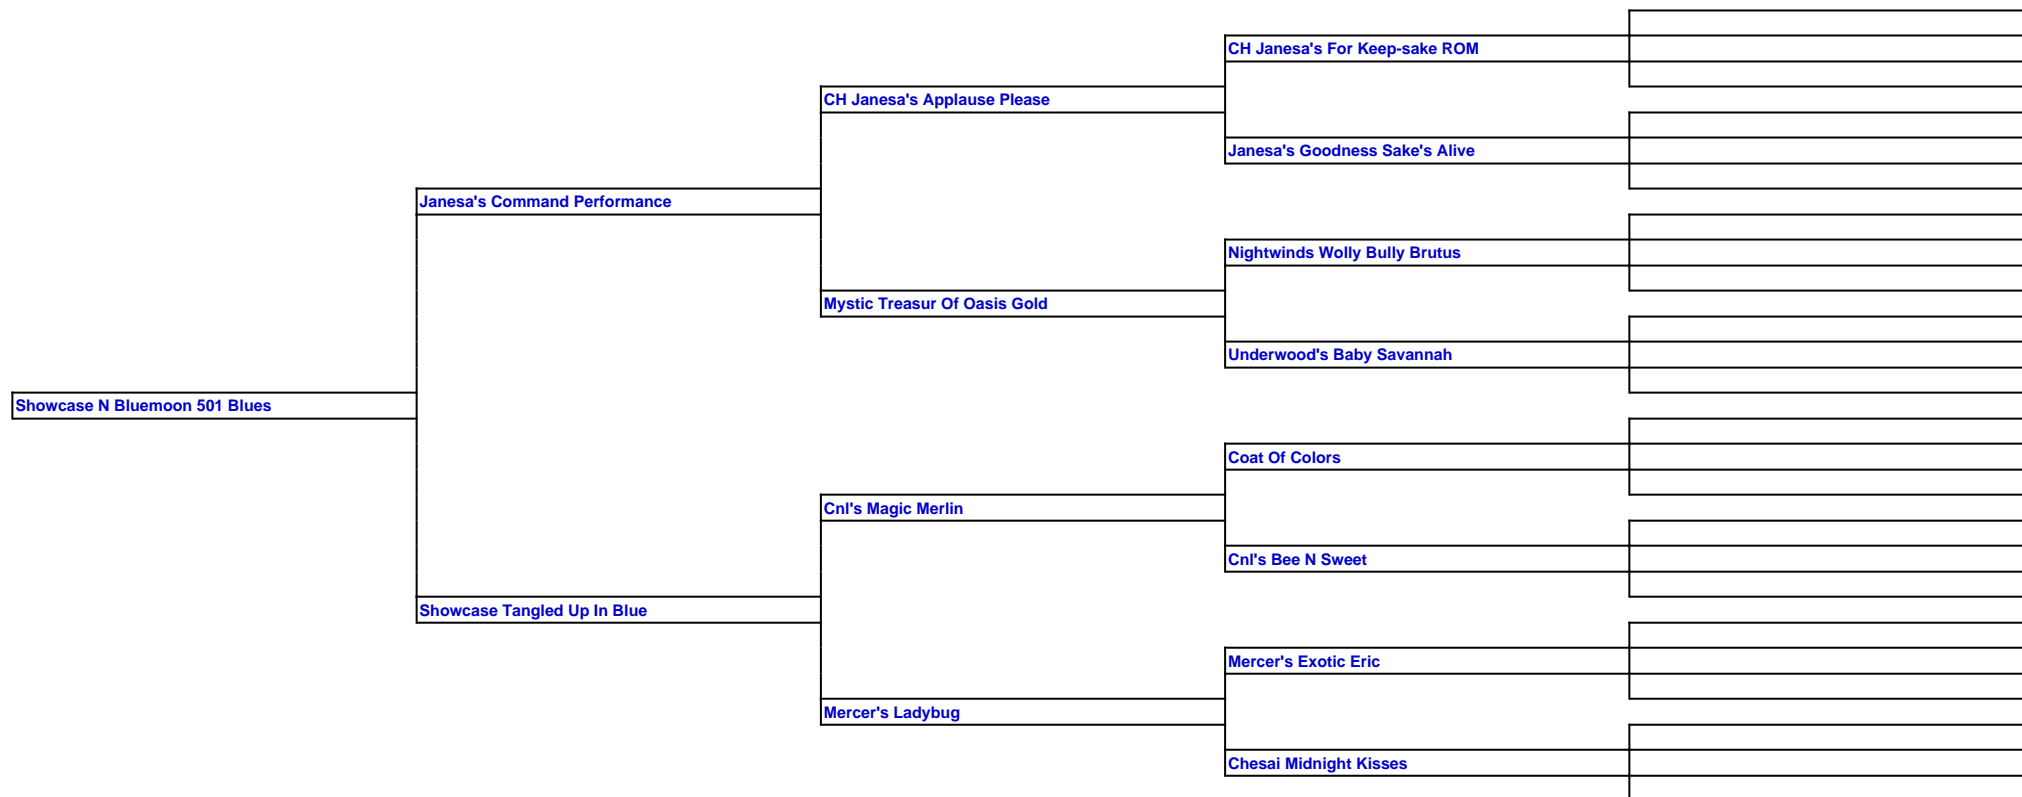 CH Janesa's For Keep-sake ROM
CH Janesa's Applause Please
Janesa's Goodness Sake's Alive
Janesa's Command Performance
Nightwinds Wolly Bully Brutus
Mystic Treasur Of Oasis Gold
Underwood's Baby Savannah
Showcase N Bluemoon 501 Blues
Coat Of Colors
Cnl's Magic Merlin
Cnl's Bee N Sweet
Showcase Tangled Up In Blue
Mercer's Exotic Eric
Mercer's Ladybug
Chesai Midnight Kisses